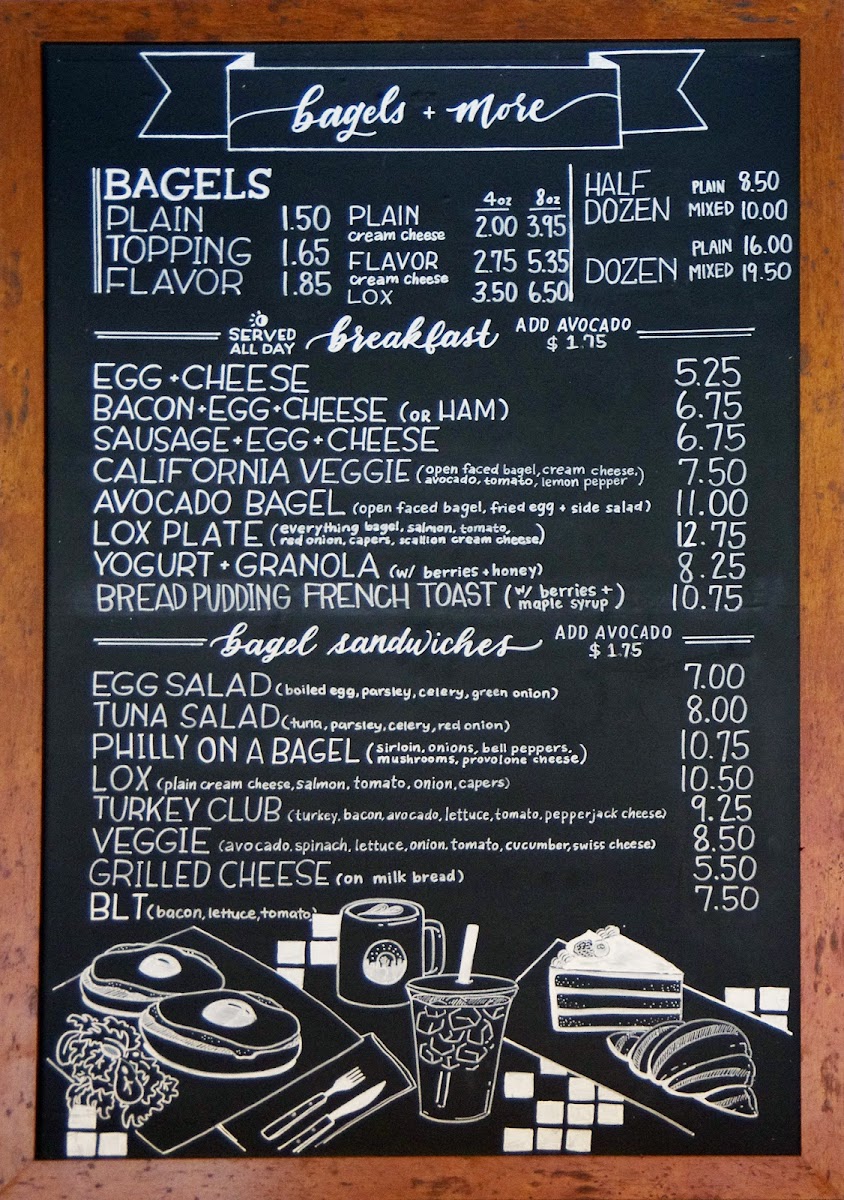 bagels + more
BAGELS
PLAIN 1.50
TOPPING 1.65
FLAVOR 1.85
4oz 8oz
PLAIN cream cheese 2.00 3.95
FLAVOR cream cheese 2.75 5.35
LOX 3.50 6.50
HALF DOZEN PLAIN 8.50
MIXED 10.00
DOZEN PLAIN 16.00
MIXED 19.50
SERVED ALL DAY
breakfast
ADD AVOCADO
$1.75
EGG + CHEESE 5.25
BACON + EGG + CHEESE (OR HAM) 6.75
SAUSAGE + EGG + CHEESE 6.75
CALIFORNIA VEGGIE (open faced bagel, cream cheese, avocado, tomato, lemon pepper) 7.50
AVOCADO BAGEL (open faced bagel, fried egg + side salad) 11.00
LOX PLATE (everything bagel, salmon, tomato, red onion, capers, scallion cream cheese) 12.75
YOGURT + GRANOLA (w/ berries + honey) 8.25
BREAD PUDDING FRENCH TOAST (w/ berries + maple syrup) 10.75
bagel sandwiches
ADD AVOCADO
$1.75
EGG SALAD (boiled egg, parsley, celery, green onion) 7.00
TUNA SALAD (tuna, parsley, celery, red onion) 8.00
PHILLY ON A BAGEL (sirloin, onions, bell peppers, mushrooms, provolone cheese) 10.75
LOX (plain cream cheese, salmon, tomato, onion, capers) 10.50
TURKEY CLUB (turkey, bacon, avocado, lettuce, tomato, pepperjack cheese) 9.25
VEGGIE (avocado, spinach, lettuce, onion, tomato, cucumber, swiss cheese) 8.50
GRILLED CHEESE (on milk bread) 5.50
BLT (bacon, lettuce, tomato) 7.50